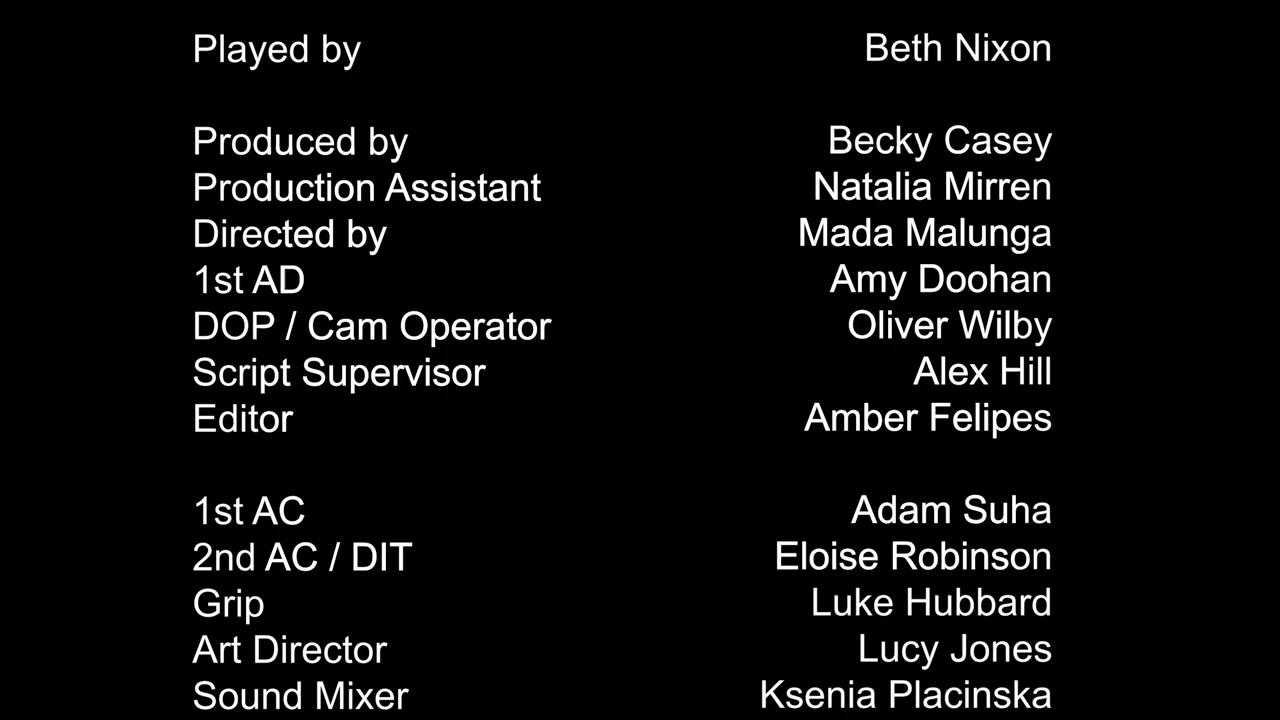 Played by Beth Nixon
Produced by Becky Casey
Production Assistant Natalia Mirren
Directed by Mada Malunga
1st AD Amy Doohan
DOP / Cam Operator Oliver Wilby
Script Supervisor Alex Hill
Editor Amber Felipes
1st AC Adam Suha
2nd AC / DIT Eloise Robinson
Grip Luke Hubbard
Art Director Lucy Jones
Sound Mixer Ksenia Placinska